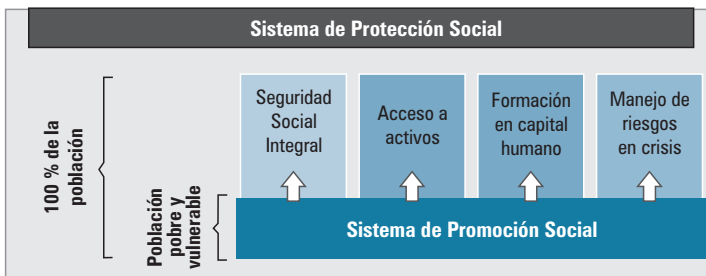 Sistema de Protección Social
100 % de la
población
Población
pobre y
vulnerable
Seguridad
Social
Integral
Acceso a
activos
Formación
en capital
humano
Manejo de
riesgos
en crisis
Sistema de Promoción Social